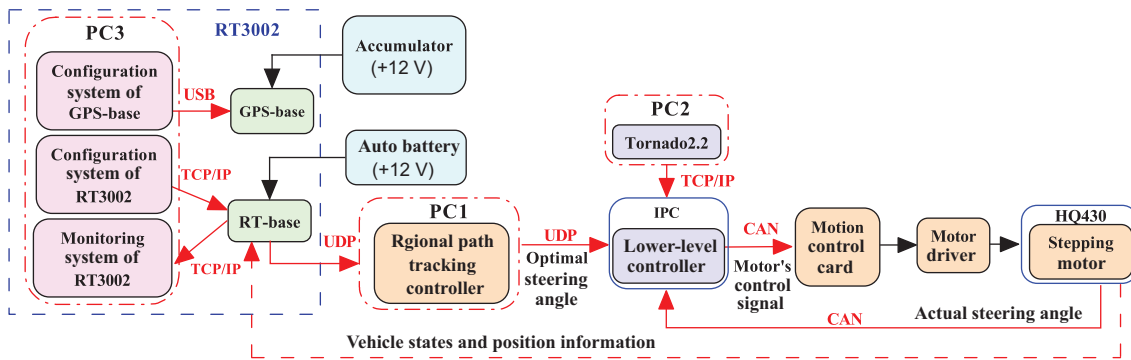 PC3
RT3002
Configuration
system of
GPS-base
USB
GPS-base
Accumulator
(+12 V)
Configuration
system of
RT3002
TCP/IP
RT-base
Auto battery
(+12 V)
Monitoring
system of
RT3002
TCP/IP
UDP
PC1
Rgional path
tracking
controller
UDP
Optimal
steering
angle
PC2
Tornado2.2
TCP/IP
IPC
Lower-level
controller
CAN
Motor's
control
signal
Motion
control
card
Motor
driver
HQ430
Stepping
motor
CAN
Actual steering angle
Vehicle states and position information